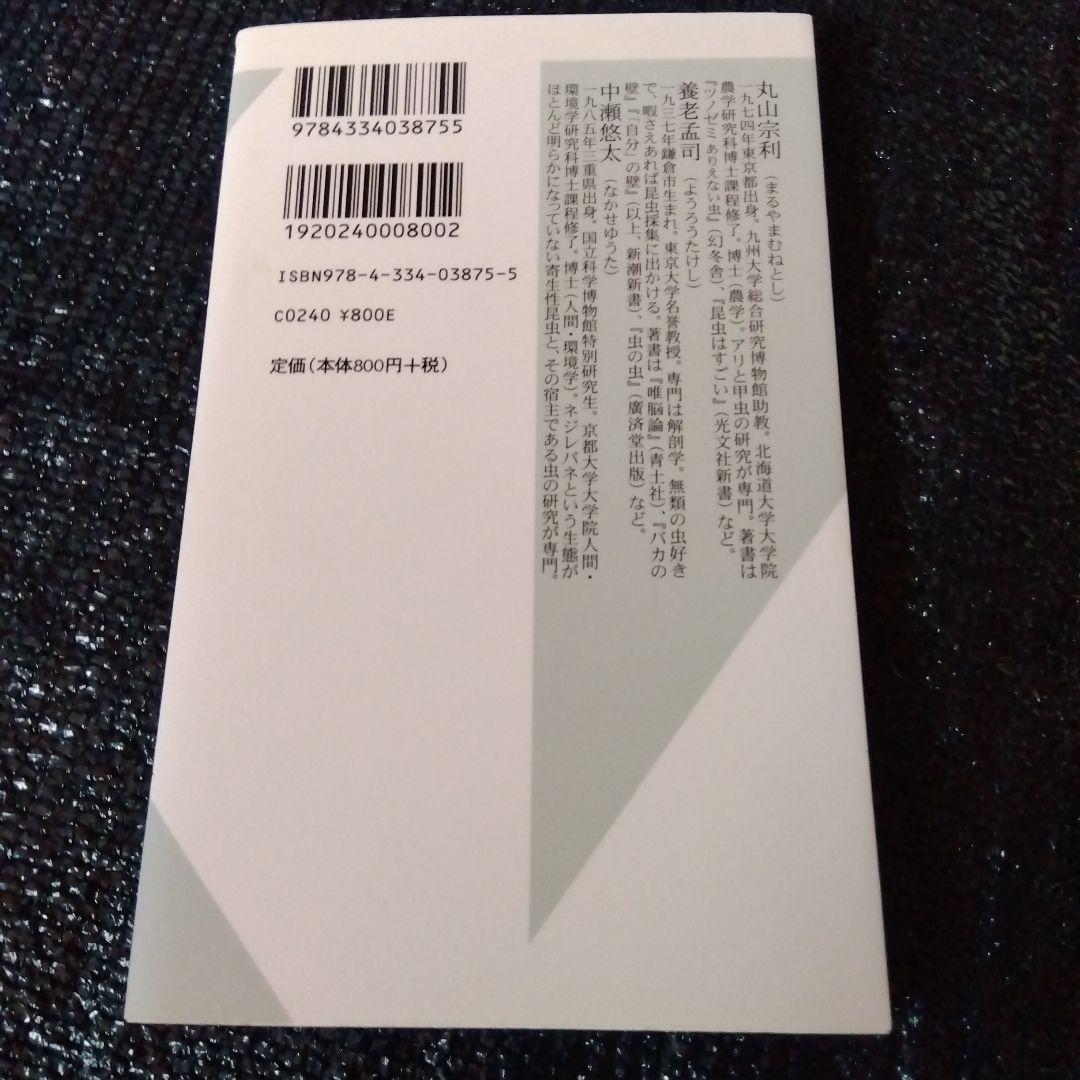 9784334038755
1920240008002
ISBN978-4-334-03875-5
C0240 ¥800E
定価(本体800円+税)
丸山宗利(まるやまむねとし)
一九七四年東京都出身。九州大学総合研究博物館助教。北海道大学大学院
農学研究科博士課程修了。博士(農学)。アリと甲虫の研究が専門。著書は
『ツノゼミ ありえない虫』(幻冬舎)、『昆虫はすごい』(光文社新書)など。
養老孟司(ようろうたけし)
一九三七年鎌倉市生まれ。東京大学名誉教授。専門は解剖学。無類の虫好き
で、暇さえあれば昆虫採集に出かける。著書は『唯脳論』(青土社)、『バカの
壁』『「自分」の壁』(以上、新潮新書)、『虫の虫』(廣済堂出版)など。
中瀬悠太(なかせゆうた)
一九八五年三重県出身。国立科学博物館特別研究生。京都大学大学院人間・
環境学研究科博士課程修了。博士(人間・環境学)。ネジレバネという生態が
ほとんど明らかになっていない寄生性昆虫と、その宿主である虫の研究が専門。